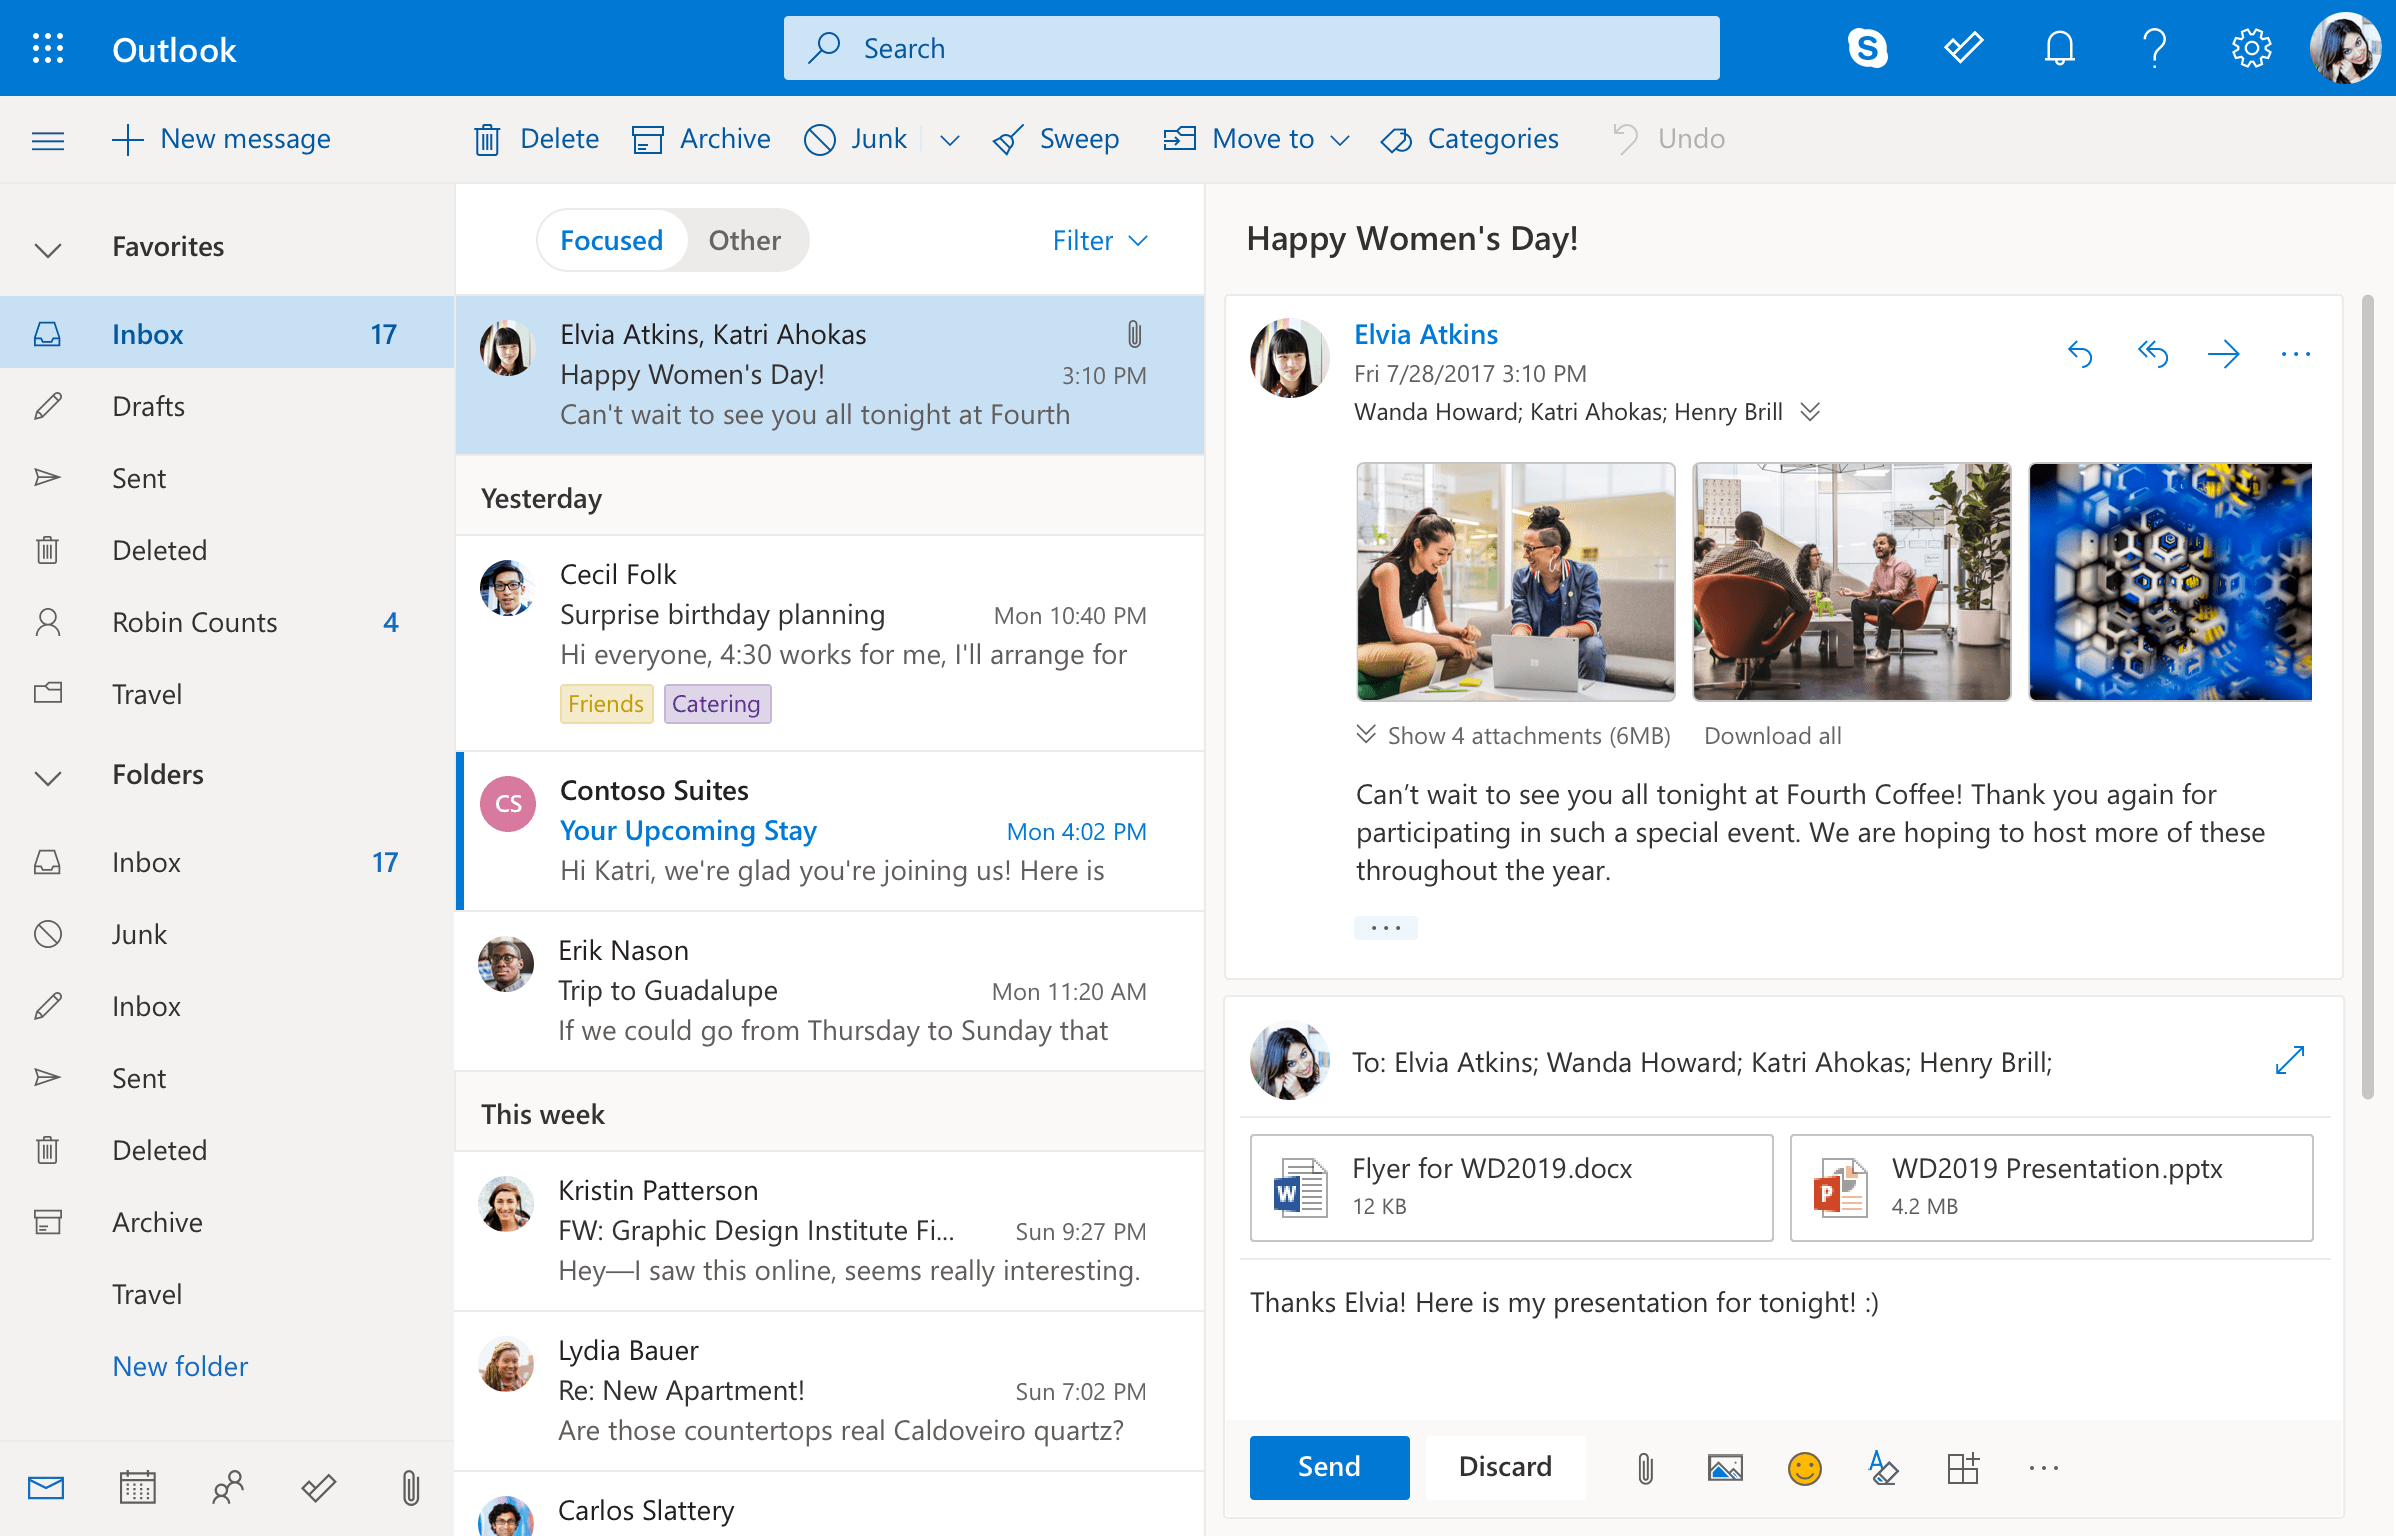 Outlook
Search
New message
Delete
Archive
Junk
Sweep
Move to
Categories
Undo
Favorites
Inbox 17
Drafts
Sent
Deleted
Robin Counts 4
Travel
Folders
Inbox 17
Junk
Inbox
Sent
Deleted
Archive
Travel
New folder
Focused
Other
Filter
Elvia Atkins, Katri Ahokas
Happy Women's Day! 3:10 PM
Can't wait to see you all tonight at Fourth
Yesterday
Cecil Folk
Surprise birthday planning Mon 10:40 PM
Hi everyone, 4:30 works for me, I'll arrange for
Friends Catering
CS
Contoso Suites
Your Upcoming Stay Mon 4:02 PM
Hi Katri, we're glad you're joining us! Here is
Erik Nason
Trip to Guadalupe Mon 11:20 AM
If we could go from Thursday to Sunday that
This week
Kristin Patterson
FW: Graphic Design Institute Fi... Sun 9:27 PM
Hey—I saw this online, seems really interesting.
Lydia Bauer
Re: New Apartment! Sun 7:02 PM
Are those countertops real Caldoveiro quartz?
Carlos Slattery
Happy Women's Day!
Elvia Atkins
Fri 7/28/2017 3:10 PM
Wanda Howard; Katri Ahokas; Henry Brill
Show 4 attachments (6MB) Download all
Can’t wait to see you all tonight at Fourth Coffee! Thank you again for
participating in such a special event. We are hoping to host more of these
throughout the year.
To: Elvia Atkins; Wanda Howard; Katri Ahokas; Henry Brill;
Flyer for WD2019.docx
12 KB
WD2019 Presentation.pptx
4.2 MB
Thanks Elvia! Here is my presentation for tonight! :)
Send
Discard